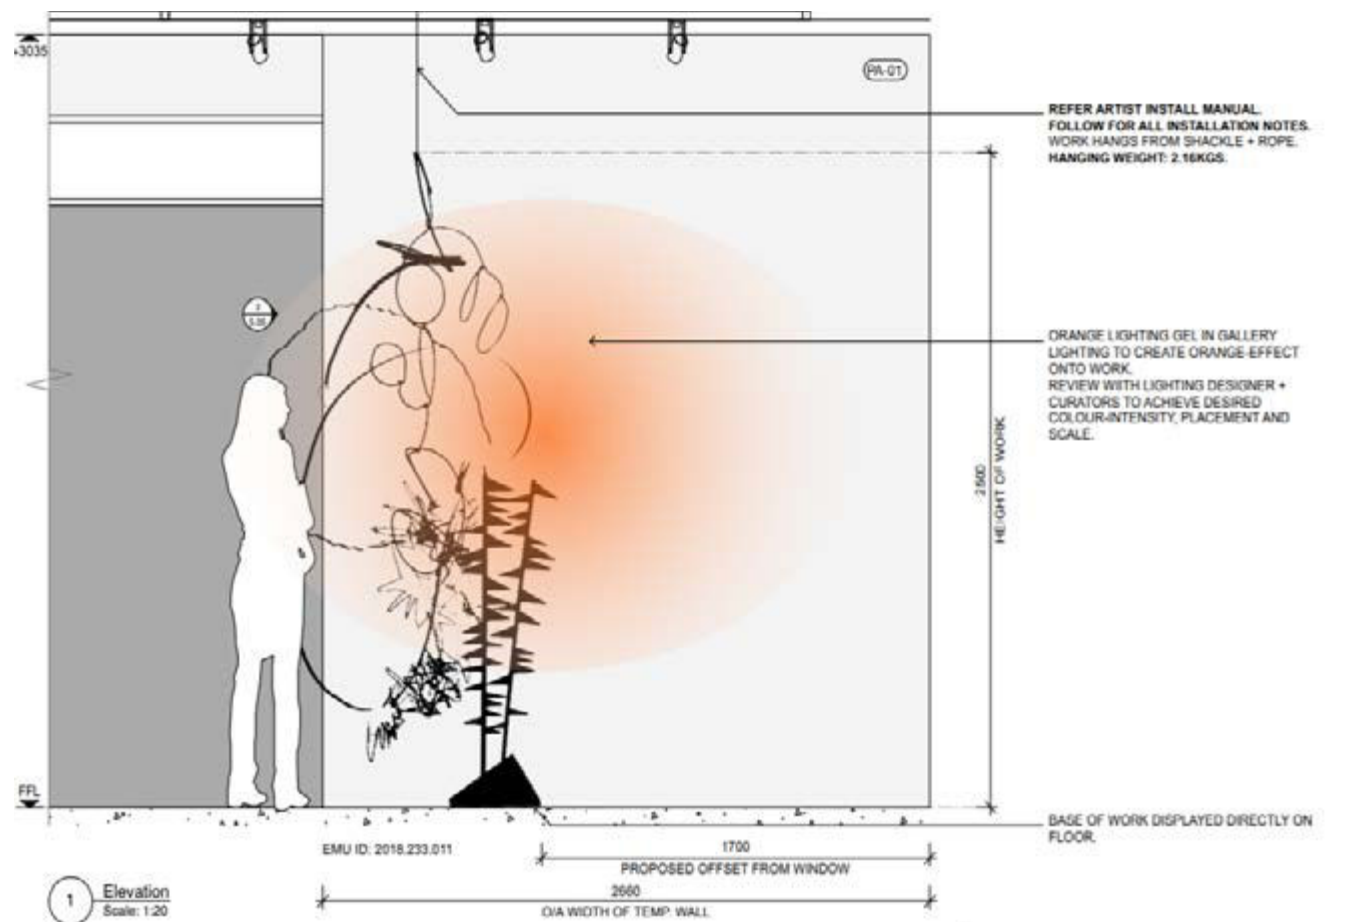 +3035
PA-01
REFER ARTIST INSTALL MANUAL.
FOLLOW FOR ALL INSTALLATION NOTES.
WORK HANGS FROM SHACKLE + ROPE.
HANGING WEIGHT: 2.16KGS.
ORANGE LIGHTING GEL IN GALLERY
LIGHTING TO CREATE ORANGE-EFFECT
ONTO WORK.
REVIEW WITH LIGHTING DESIGNER +
CURATORS TO ACHIEVE DESIRED
COLOUR-INTENSITY, PLACEMENT AND
SCALE.
2500
HEIGHT OF WORK
FFL
BASE OF WORK DISPLAYED DIRECTLY ON
FLOOR.
EMU ID: 2018.233.011
1700
PROPOSED OFFSET FROM WINDOW
1
Elevation
Scale: 1:20
2660
O/A WIDTH OF TEMP. WALL